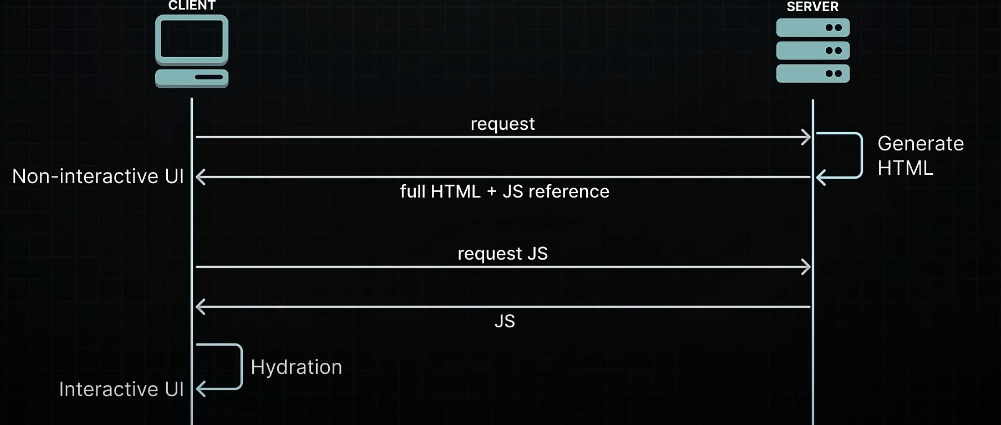 CLIENT
SERVER
request
Generate
HTML
Non-interactive UI
full HTML + JS reference
request JS
JS
Hydration
Interactive UI